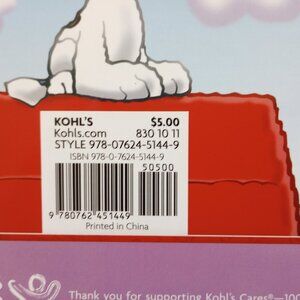 KOHL'S $5.00
Kohls.com 830 10 11
STYLE 978-07624-5144-9
ISBN 978-0-7624-5144-9
50500
9 780762 451449
Printed in China
Thank you for supporting Kohl's Cares®—100